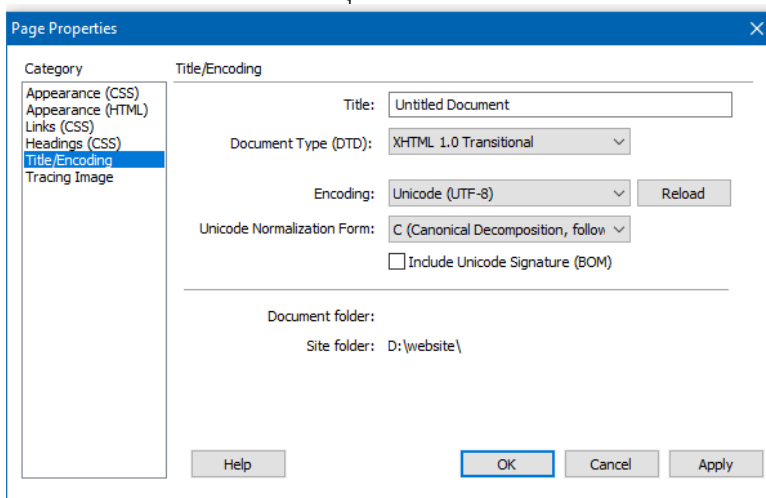 Page Properties
Category
Title/Encoding
Appearance (CSS)
Appearance (HTML)
Links (CSS)
Headings (CSS)
Title/Encoding
Tracing Image
Title: Untitled Document
Document Type (DTD): XHTML 1.0 Transitional
Encoding: Unicode (UTF-8) Reload
Unicode Normalization Form: C (Canonical Decomposition, follow
Include Unicode Signature (BOM)
Document folder:
Site folder: D:\website\
Help OK Cancel Apply